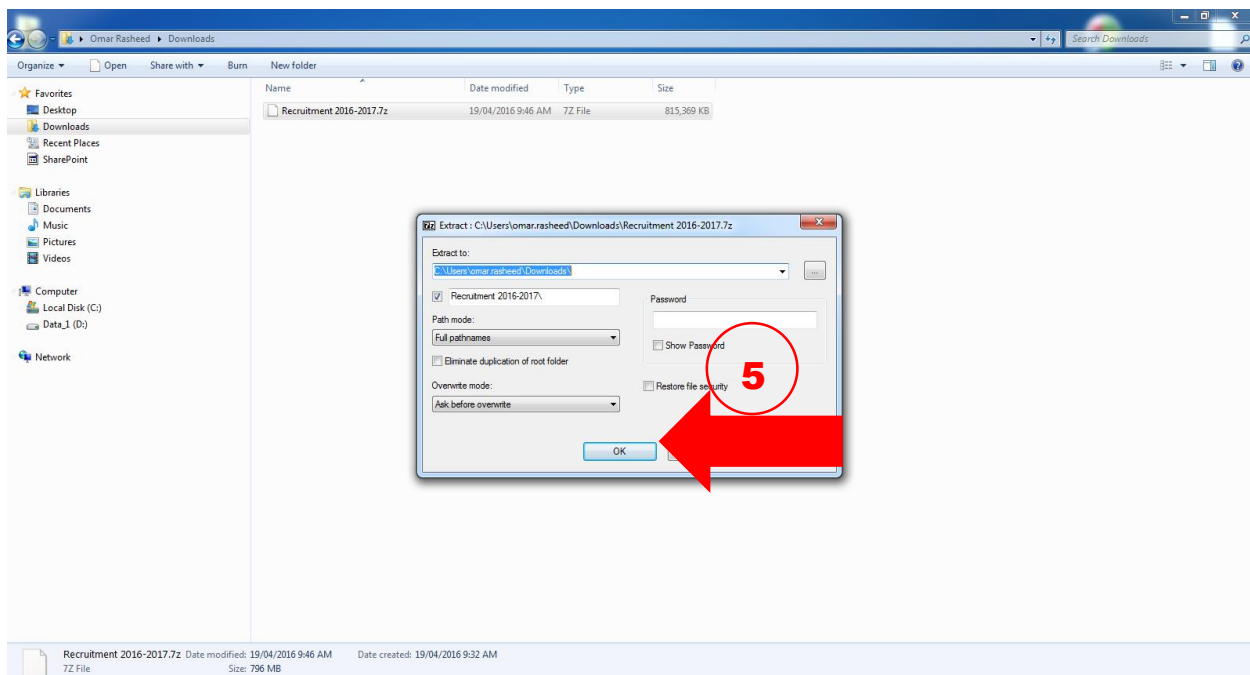 Omar Rasheed ▸ Downloads
Search Downloads
Organize Open Share with Burn New folder
Favorites
Desktop
Downloads
Recent Places
SharePoint
Libraries
Documents
Music
Pictures
Videos
Computer
Local Disk (C:)
Data_1 (D:)
Network
Name Date modified Type Size
Recruitment 2016-2017.7z 19/04/2016 9:46 AM 7Z File 815,369 KB
7z Extract : C:\Users\omar.rasheed\Downloads\Recruitment 2016-2017.7z
Extract to:
C:\Users\omar.rasheed\Downloads\
...
Recruitment 2016-2017\
Path mode:
Full pathnames
Eliminate duplication of root folder
Overwrite mode:
Ask before overwrite
Password
Show Password
Restore file security
5
OK
Recruitment 2016-2017.7z Date modified: 19/04/2016 9:46 AM Date created: 19/04/2016 9:32 AM
7Z File Size: 796 MB